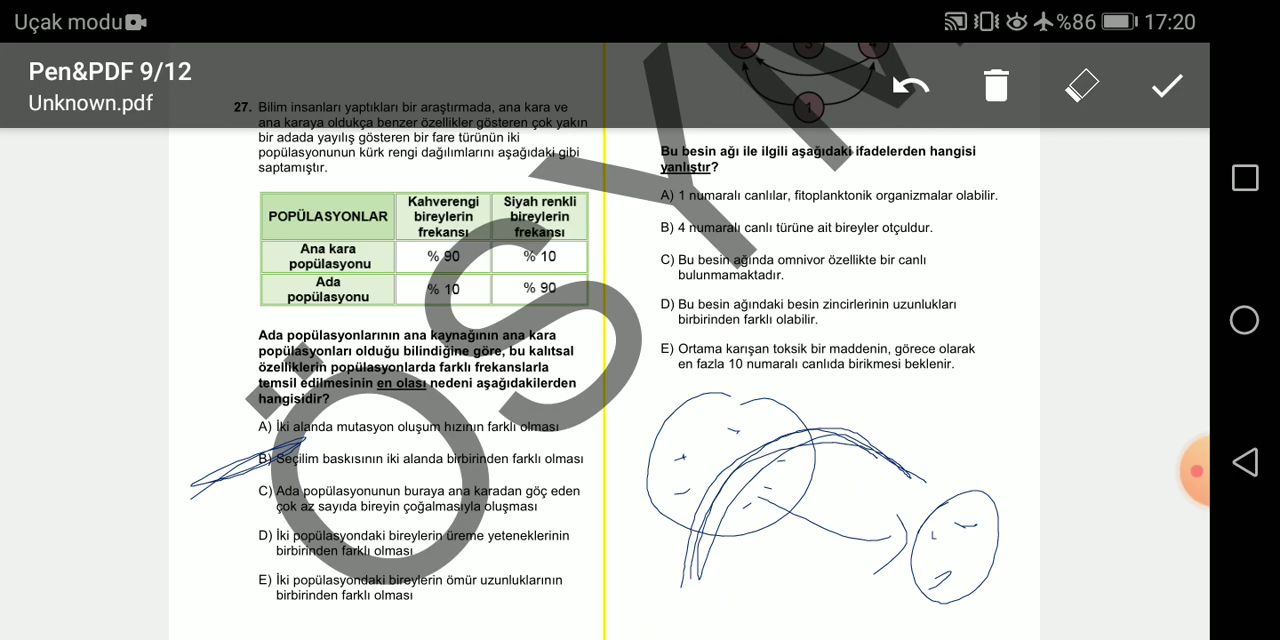 Uçak modu
%86 17:20
Pen&PDF 9/12
Unknown.pdf
27. Bilim insanları yaptıkları bir araştırmada, ana kara ve
ana karaya oldukça benzer özellikler gösteren çok yakın
bir adada yayılış gösteren bir fare türünün iki
popülasyonunun kürk rengi dağılımlarını aşağıdaki gibi
saptamıştır.
POPÜLASYONLAR
Kahverengi
bireylerin
frekansı
Siyah renkli
bireylerin
frekansı
Ana kara
popülasyonu
% 90
% 10
Ada
popülasyonu
% 10
% 90
Ada popülasyonlarının ana kaynağının ana kara
popülasyonları olduğu bilindiğine göre, bu kalıtsal
özelliklerin popülasyonlarda farklı frekanslarla
temsil edilmesinin en olası nedeni aşağıdakilerden
hangisidir?
A) İki alanda mutasyon oluşum hızının farklı olması
B) Seçilim baskısının iki alanda birbirinden farklı olması
C) Ada popülasyonunun buraya ana karadan göç eden
çok az sayıda bireyin çoğalmasıyla oluşması
D) İki popülasyondaki bireylerin üreme yeteneklerinin
birbirinden farklı olması
E) İki popülasyondaki bireylerin ömür uzunluklarının
birbirinden farklı olması
2 3 4
1
Bu besin ağı ile ilgili aşağıdaki ifadelerden hangisi
yanlıştır?
A) 1 numaralı canlılar, fitoplanktonik organizmalar olabilir.
B) 4 numaralı canlı türüne ait bireyler otçuldur.
C) Bu besin ağında omnivor özellikte bir canlı
bulunmamaktadır.
D) Bu besin ağındaki besin zincirlerinin uzunlukları
birbirinden farklı olabilir.
E) Ortama karışan toksik bir maddenin, görece olarak
en fazla 10 numaralı canlıda birikmesi beklenir.
ÖSYM